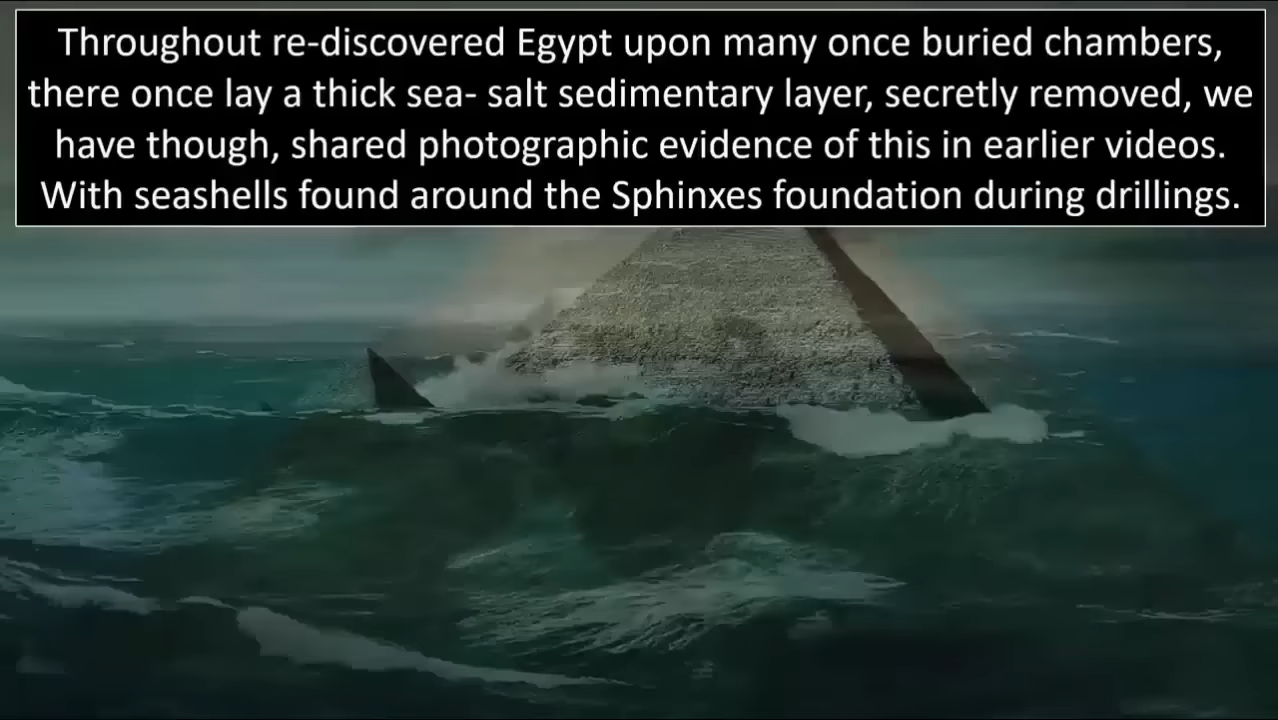 Throughout re-discovered Egypt upon many once buried chambers,
there once lay a thick sea- salt sedimentary layer, secretly removed, we
have though, shared photographic evidence of this in earlier videos.
With seashells found around the Sphinxes foundation during drillings.